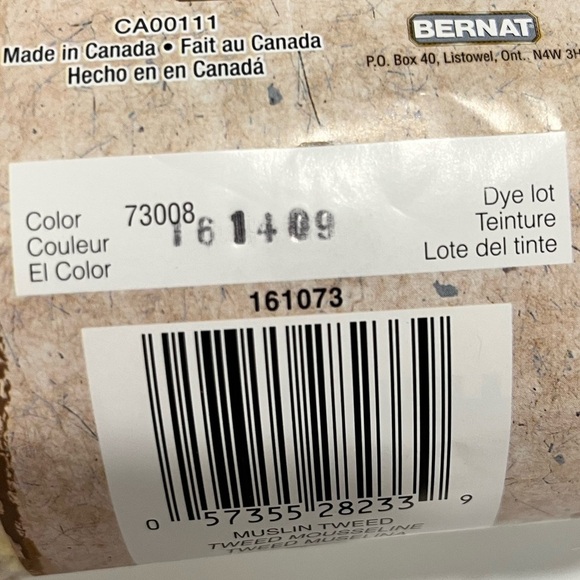 CA00111
Made in Canada • Fait au Canada
Hecho en en Canadá
BERNAT
P.O. Box 40, Listowel, Ont. N4W 3H
Color 73008
Couleur
El Color
161409
Dye lot
Teinture
Lote del tinte
161073
0 57355 28233 9
MUSLIN TWEED
TWEED MOUSSELINE
TWEED MUSELINA